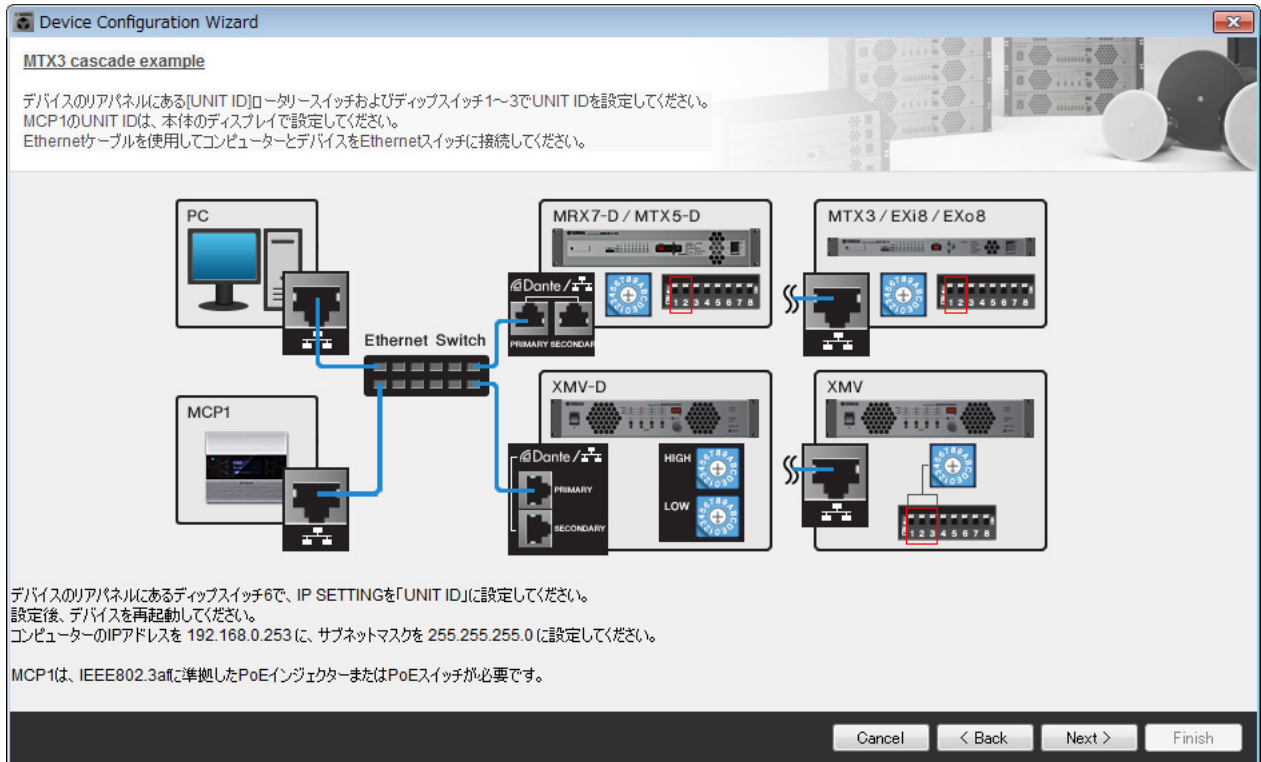 Device Configuration Wizard
MTX3 cascade example
デバイスのリアパネルにある[UNIT ID]ロータリースイッチおよびディップスイッチ1～3でUNIT IDを設定してください。
MCP1のUNIT IDは、本体のディスプレイで設定してください。
Ethernetケーブルを使用してコンピューターとデバイスをEthernetスイッチに接続してください。
PC
MRX7-D / MTX5-D
MTX3 / EXi8 / EXo8
Dante /
1 2 3 4 5 6 7 8
1 2 3 4 5 6 7 8
PRIMARY SECONDARY
Ethernet Switch
MCP1
XMV-D
XMV
Dante /
PRIMARY
SECONDARY
HIGH
LOW
1 2 3 4 5 6 7 8
デバイスのリアパネルにあるディップスイッチ6で、IP SETTINGを「UNIT ID」に設定してください。
設定後、デバイスを再起動してください。
コンピューターのIPアドレスを 192.168.0.253 に、サブネットマスクを 255.255.255.0 に設定してください。
MCP1は、IEEE802.3afに準拠したPoEインジェクターまたはPoEスイッチが必要です。
Cancel
< Back
Next >
Finish